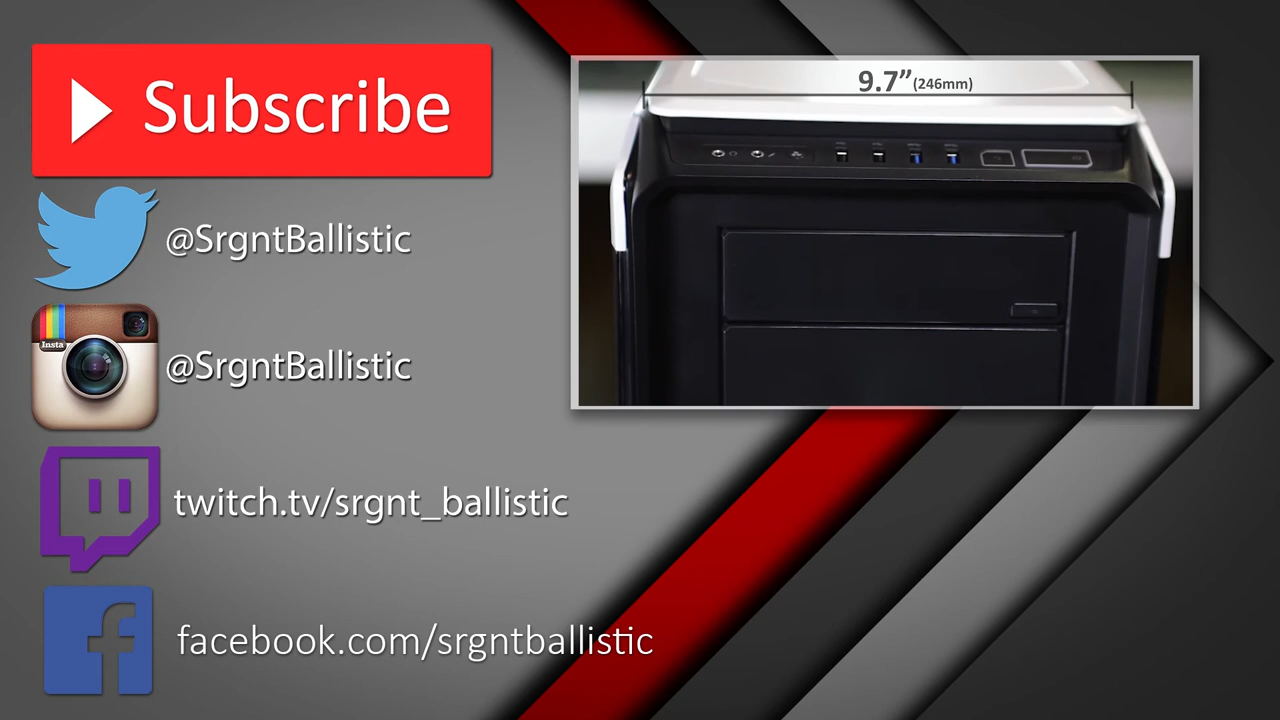 Subscribe
@SrgntBallistic
Insta
@SrgntBallistic
twitch.tv/srgnt_ballistic
facebook.com/srgntballistic
9.7”(246mm)